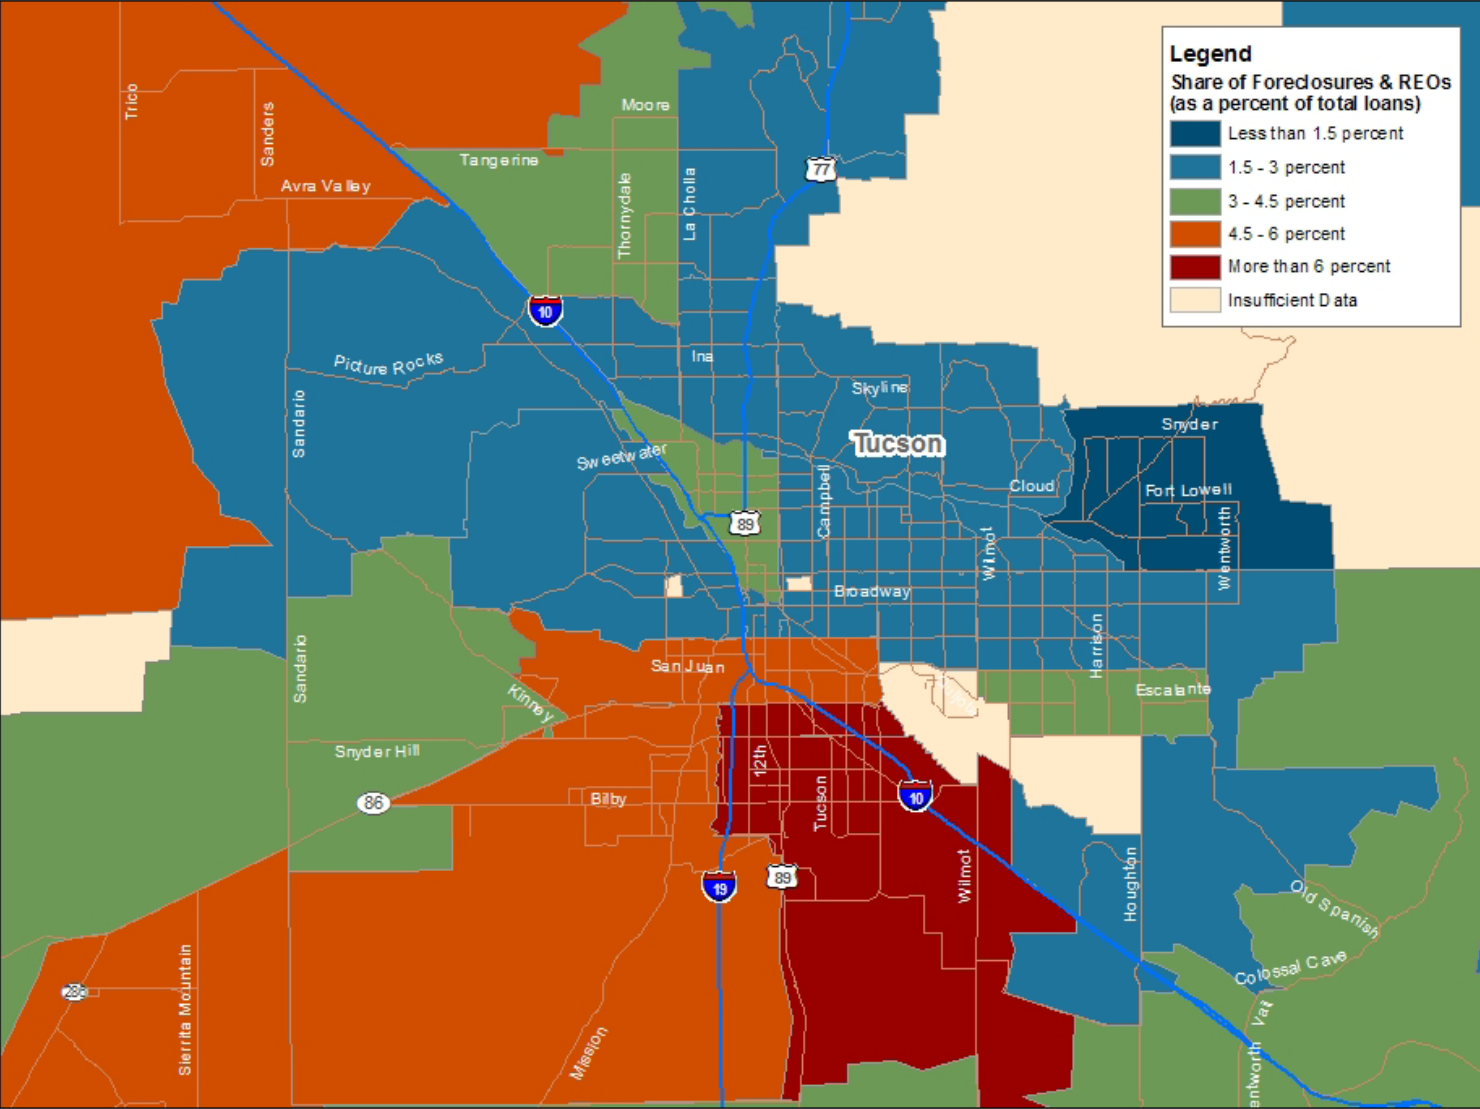 Legend
Share of Foreclosures & REOs
(as a percent of total loans)
Less than 1.5 percent
1.5 - 3 percent
3 - 4.5 percent
4.5 - 6 percent
More than 6 percent
Insufficient Data
Trico
Sanders
Moore
Tangerine
77
Avra Valley
Thornydale
La Cholla
10
Ina
Picture Rocks
Skyline
Sandario
Tucson
Snyder
Sweetwater
Cloud
Fort Lowell
Campbell
89
Wilmot
Wentworth
Broadway
Harrison
Sandario
San Juan
Escalante
Kinney
Snyder Hill
12th
86
Bilby
Tucson
10
19
89
Wilmot
Houghton
Old Spanish
Colossal Cave
286
Sierrita Mountain
Mission
Vail
entworth